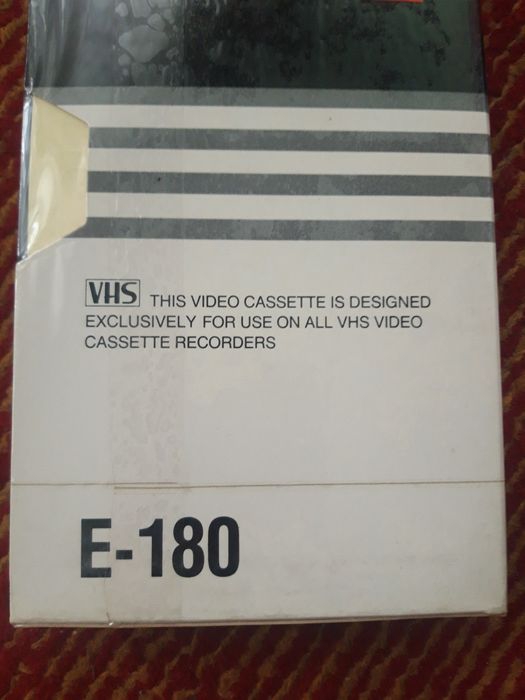 VHS THIS VIDEO CASSETTE IS DESIGNED
EXCLUSIVELY FOR USE ON ALL VHS VIDEO
CASSETTE RECORDERS
E-180